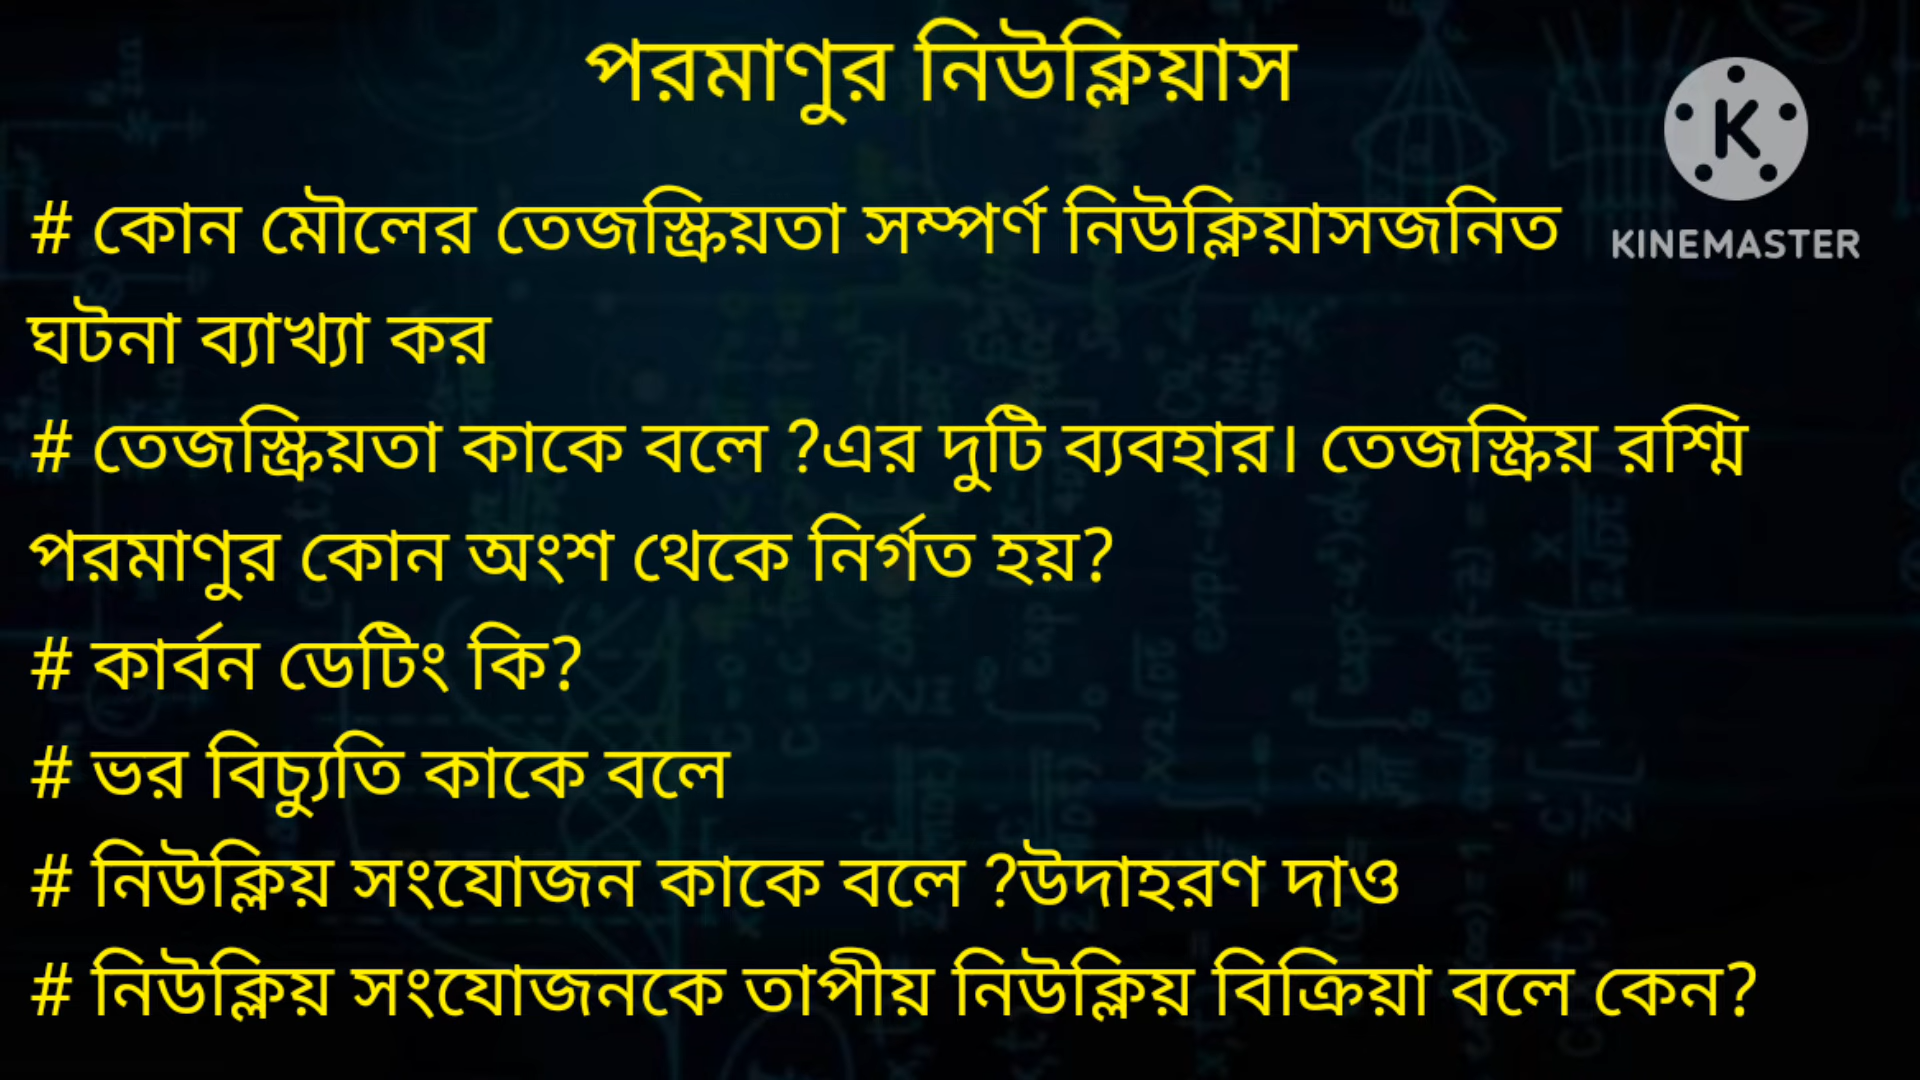 পরমাণুর নিউক্লিয়াস
KINEMASTER
# কোন মৌলের তেজস্ক্রিয়তা সম্পর্ণ নিউক্লিয়াসজনিত
ঘটনা ব্যাখ্যা কর
# তেজস্ক্রিয়তা কাকে বলে ?এর দুটি ব্যবহার। তেজস্ক্রিয় রশ্মি
পরমাণুর কোন অংশ থেকে নির্গত হয়?
# কার্বন ডেটিং কি?
# ভর বিচ্যুতি কাকে বলে
# নিউক্লিয় সংযোজন কাকে বলে ?উদাহরণ দাও
# নিউক্লিয় সংযোজনকে তাপীয় নিউক্লিয় বিক্রিয়া বলে কেন?